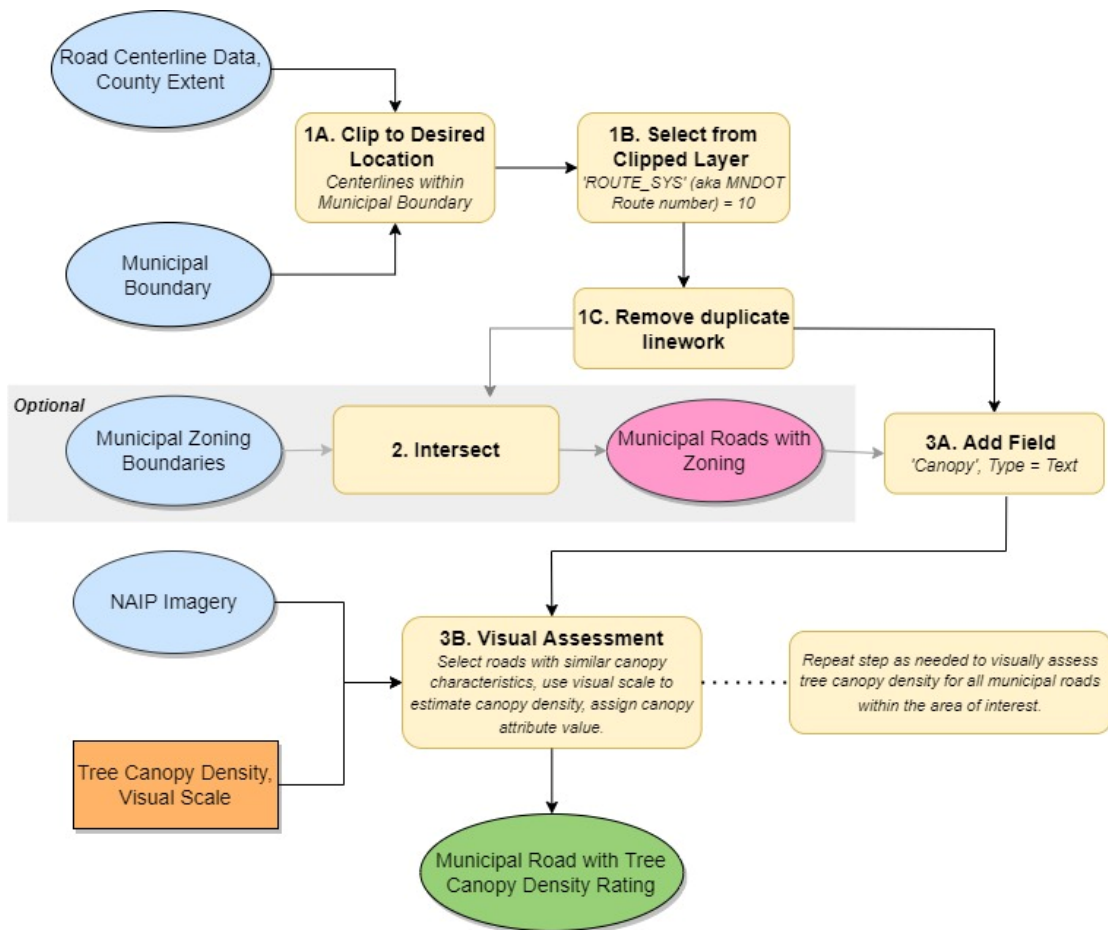 Road Centerline Data,
County Extent
1A. Clip to Desired
Location
Centerlines within
Municipal Boundary
1B. Select from
Clipped Layer
'ROUTE_SYS' (aka MNDOT
Route number) = 10
Municipal
Boundary
1C. Remove duplicate
linework
Optional
Municipal Zoning
Boundaries
2. Intersect
Municipal Roads with
Zoning
3A. Add Field
'Canopy', Type = Text
NAIP Imagery
3B. Visual Assessment
Select roads with similar canopy
characteristics, use visual scale to
estimate canopy density, assign canopy
attribute value.
Repeat step as needed to visually assess
tree canopy density for all municipal roads
within the area of interest.
Tree Canopy Density,
Visual Scale
Municipal Road with Tree
Canopy Density Rating